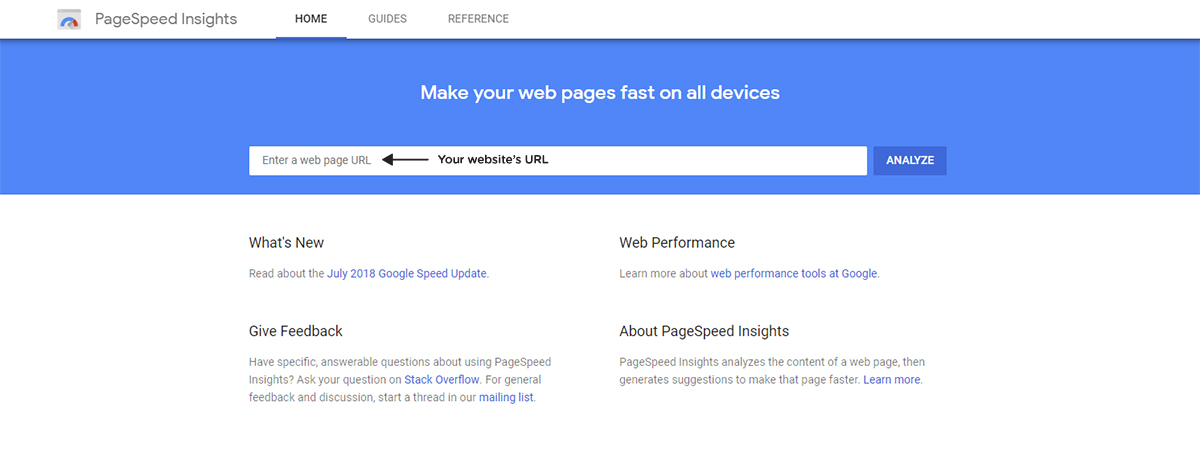 PageSpeed Insights HOME GUIDES REFERENCE
Make your web pages fast on all devices
Enter a web page URL Your website's URL ANALYZE
What's New
Read about the July 2018 Google Speed Update.
Web Performance
Learn more about web performance tools at Google.
Give Feedback
Have specific, answerable questions about using PageSpeed
Insights? Ask your question on Stack Overflow. For general
feedback and discussion, start a thread in our mailing list.
About PageSpeed Insights
PageSpeed Insights analyzes the content of a web page, then
generates suggestions to make that page faster. Learn more.